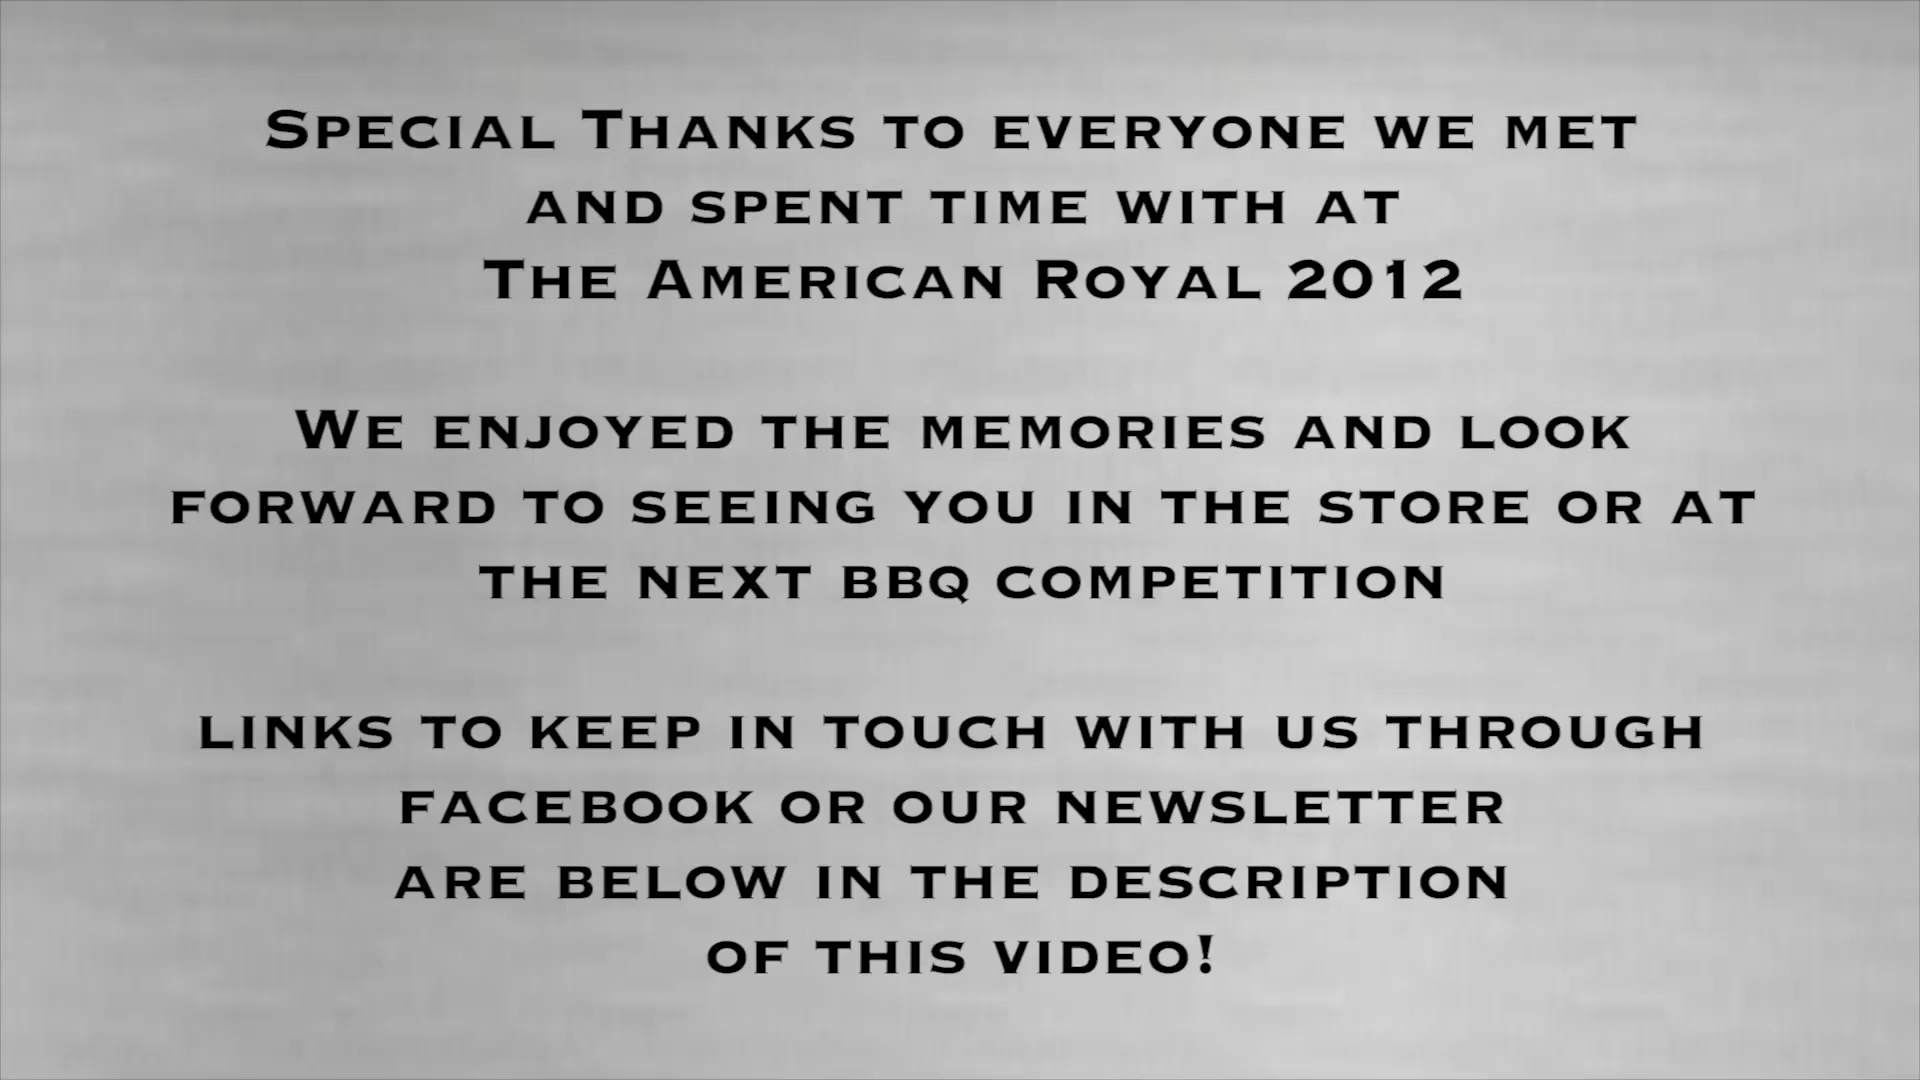 Special Thanks to everyone we met
and spent time with at
The American Royal 2012
We enjoyed the memories and look
forward to seeing you in the store or at
the next bbq competition
links to keep in touch with us through
facebook or our newsletter
are below in the description
of this video!